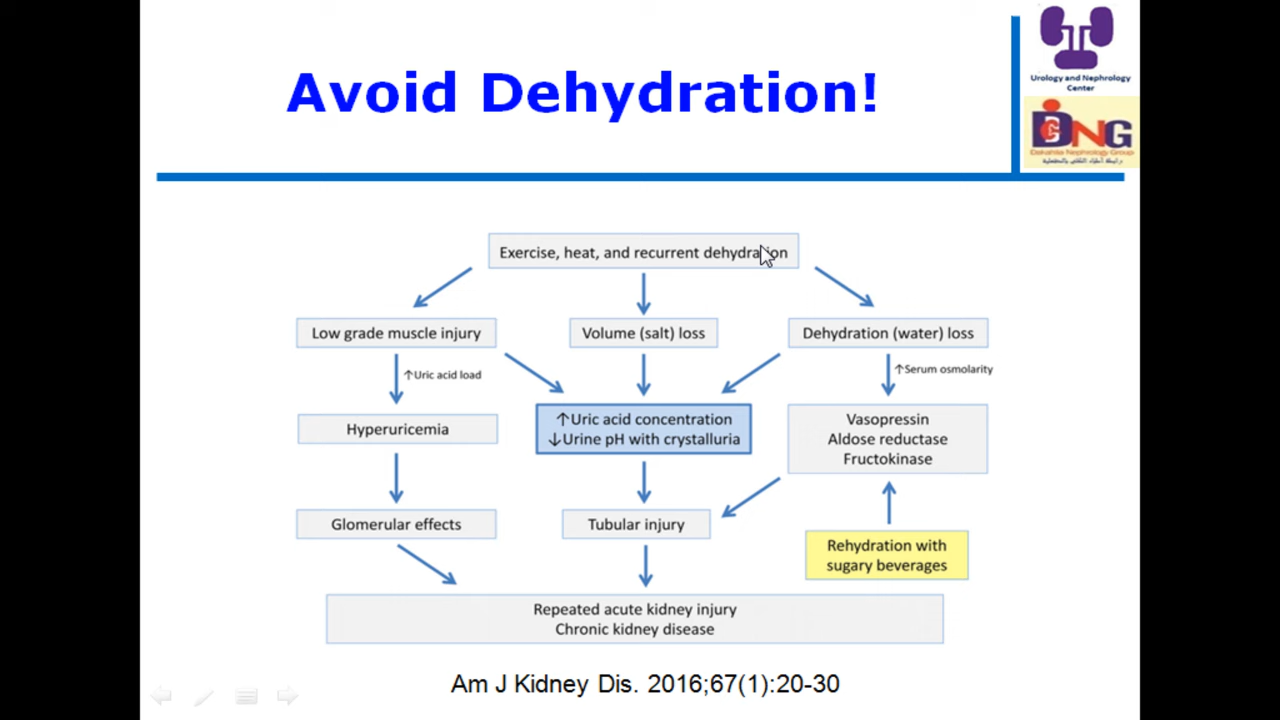 Avoid Dehydration!
Urology and Nephrology
Center
DNG
Dakahlia Nephrology Group
Exercise, heat, and recurrent dehydration
Low grade muscle injury
Volume (salt) loss
Dehydration (water) loss
↑Uric acid load
↑Serum osmolarity
Hyperuricemia
↑Uric acid concentration
↓Urine pH with crystalluria
Vasopressin
Aldose reductase
Fructokinase
Glomerular effects
Tubular injury
Rehydration with
sugary beverages
Repeated acute kidney injury
Chronic kidney disease
Am J Kidney Dis. 2016;67(1):20-30